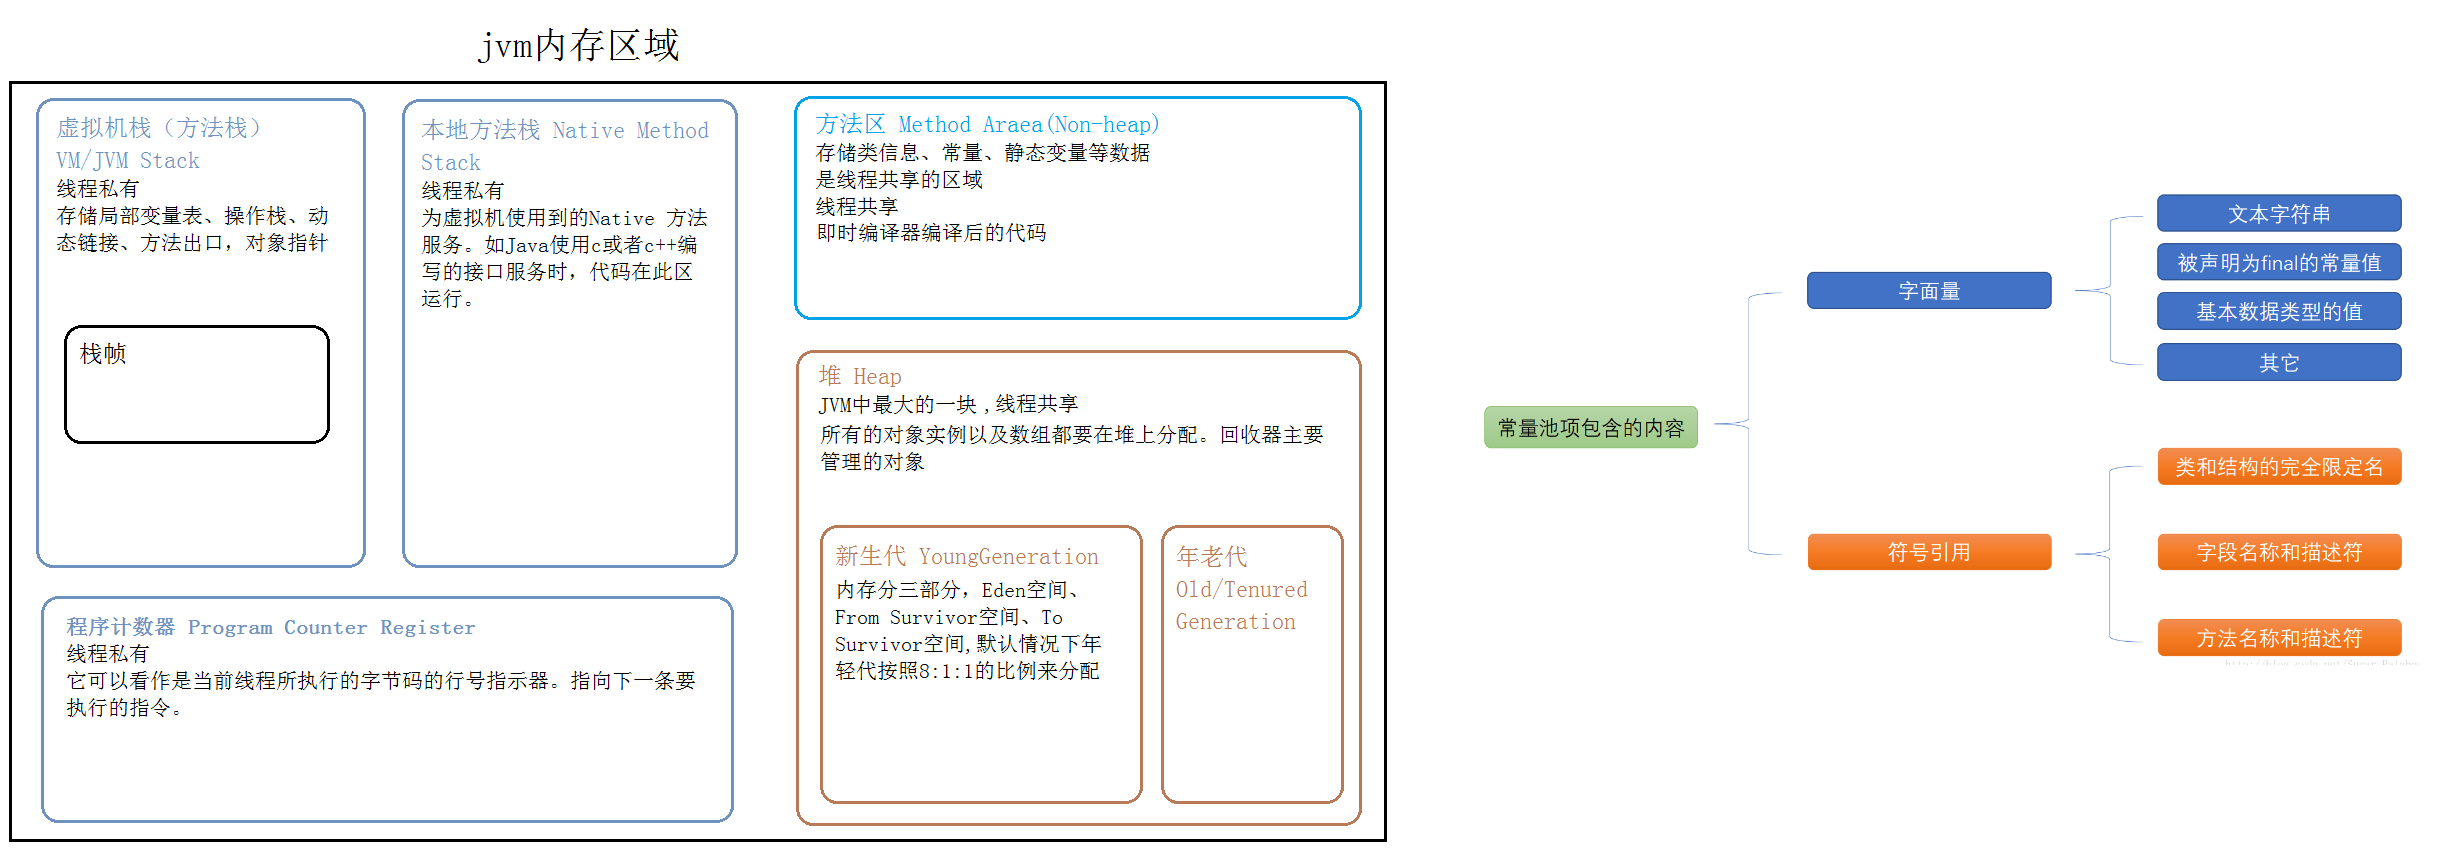 jvm内存区域
虚拟机栈（方法栈）
VM/JVM Stack
线程私有
存储局部变量表、操作栈、动
态链接、方法出口，对象指针
栈帧
本地方法栈 Native Method
Stack
线程私有
为虚拟机使用到的Native 方法
服务。如Java使用c或者c++编
写的接口服务时，代码在此区
运行。
程序计数器 Program Counter Register
线程私有
它可以看作是当前线程所执行的字节码的行号指示器。指向下一条要
执行的指令。
方法区 Method Araea(Non-heap)
存储类信息、常量、静态变量等数据
是线程共享的区域
线程共享
即时编译器编译后的代码
堆 Heap
JVM中最大的一块 ,线程共享
所有的对象实例以及数组都要在堆上分配。回收器主要
管理的对象
新生代 YoungGeneration
内存分三部分，Eden空间、
From Survivor空间、To
Survivor空间,默认情况下年
轻代按照8:1:1的比例来分配
年老代
Old/Tenured
Generation
常量池项包含的内容
字面量
文本字符串
被声明为final的常量值
基本数据类型的值
其它
符号引用
类和结构的完全限定名
字段名称和描述符
方法名称和描述符